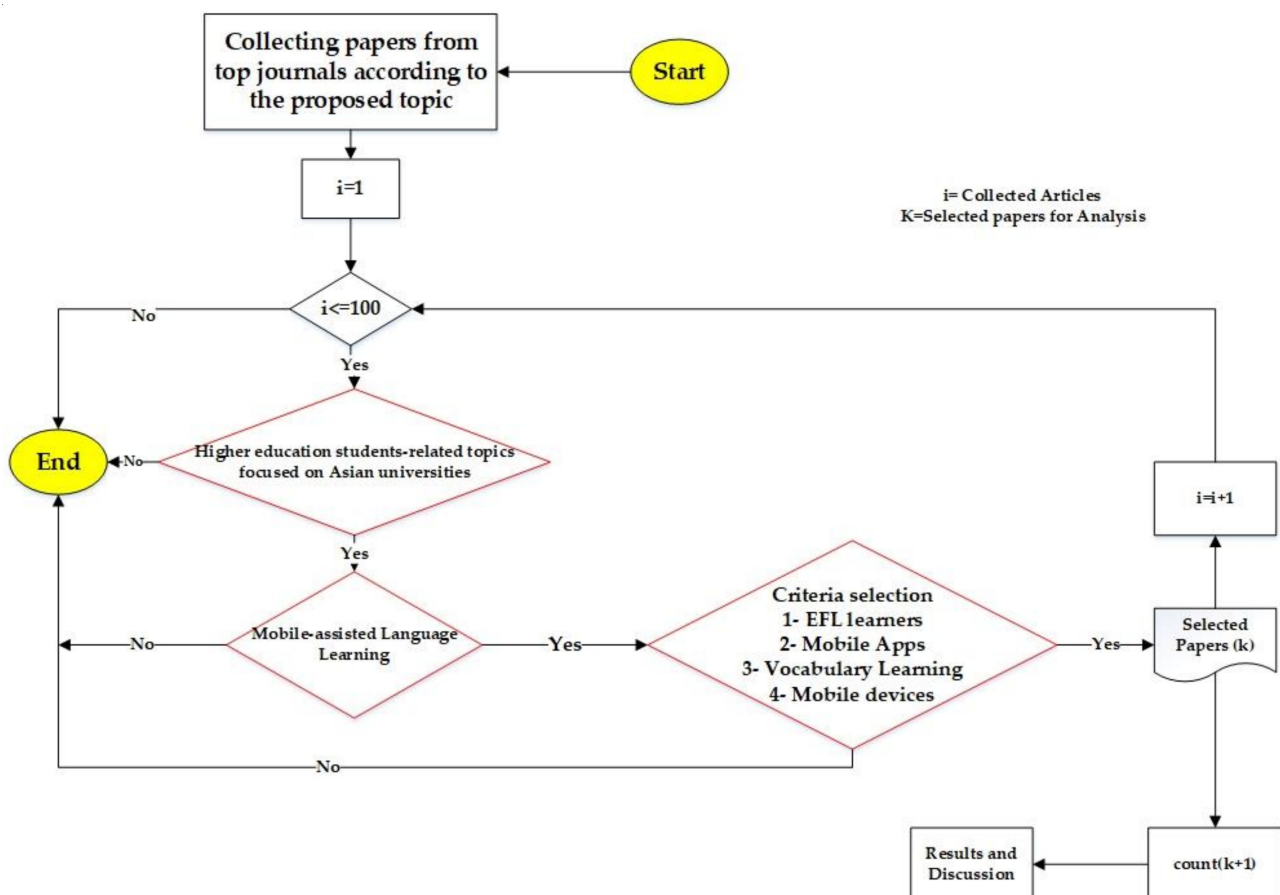 Collecting papers from
top journals according to
the proposed topic
Start
i=1
i= Collected Articles
K=Selected papers for Analysis
i<=100
No
Yes
Higher education students-related topics
focused on Asian universities
No
End
Yes
i=i+1
Mobile-assisted Language
Learning
No
Yes
Criteria selection
1- EFL learners
2- Mobile Apps
3- Vocabulary Learning
4- Mobile devices
Yes
Selected
Papers (k)
No
Results and
Discussion
count(k+1)